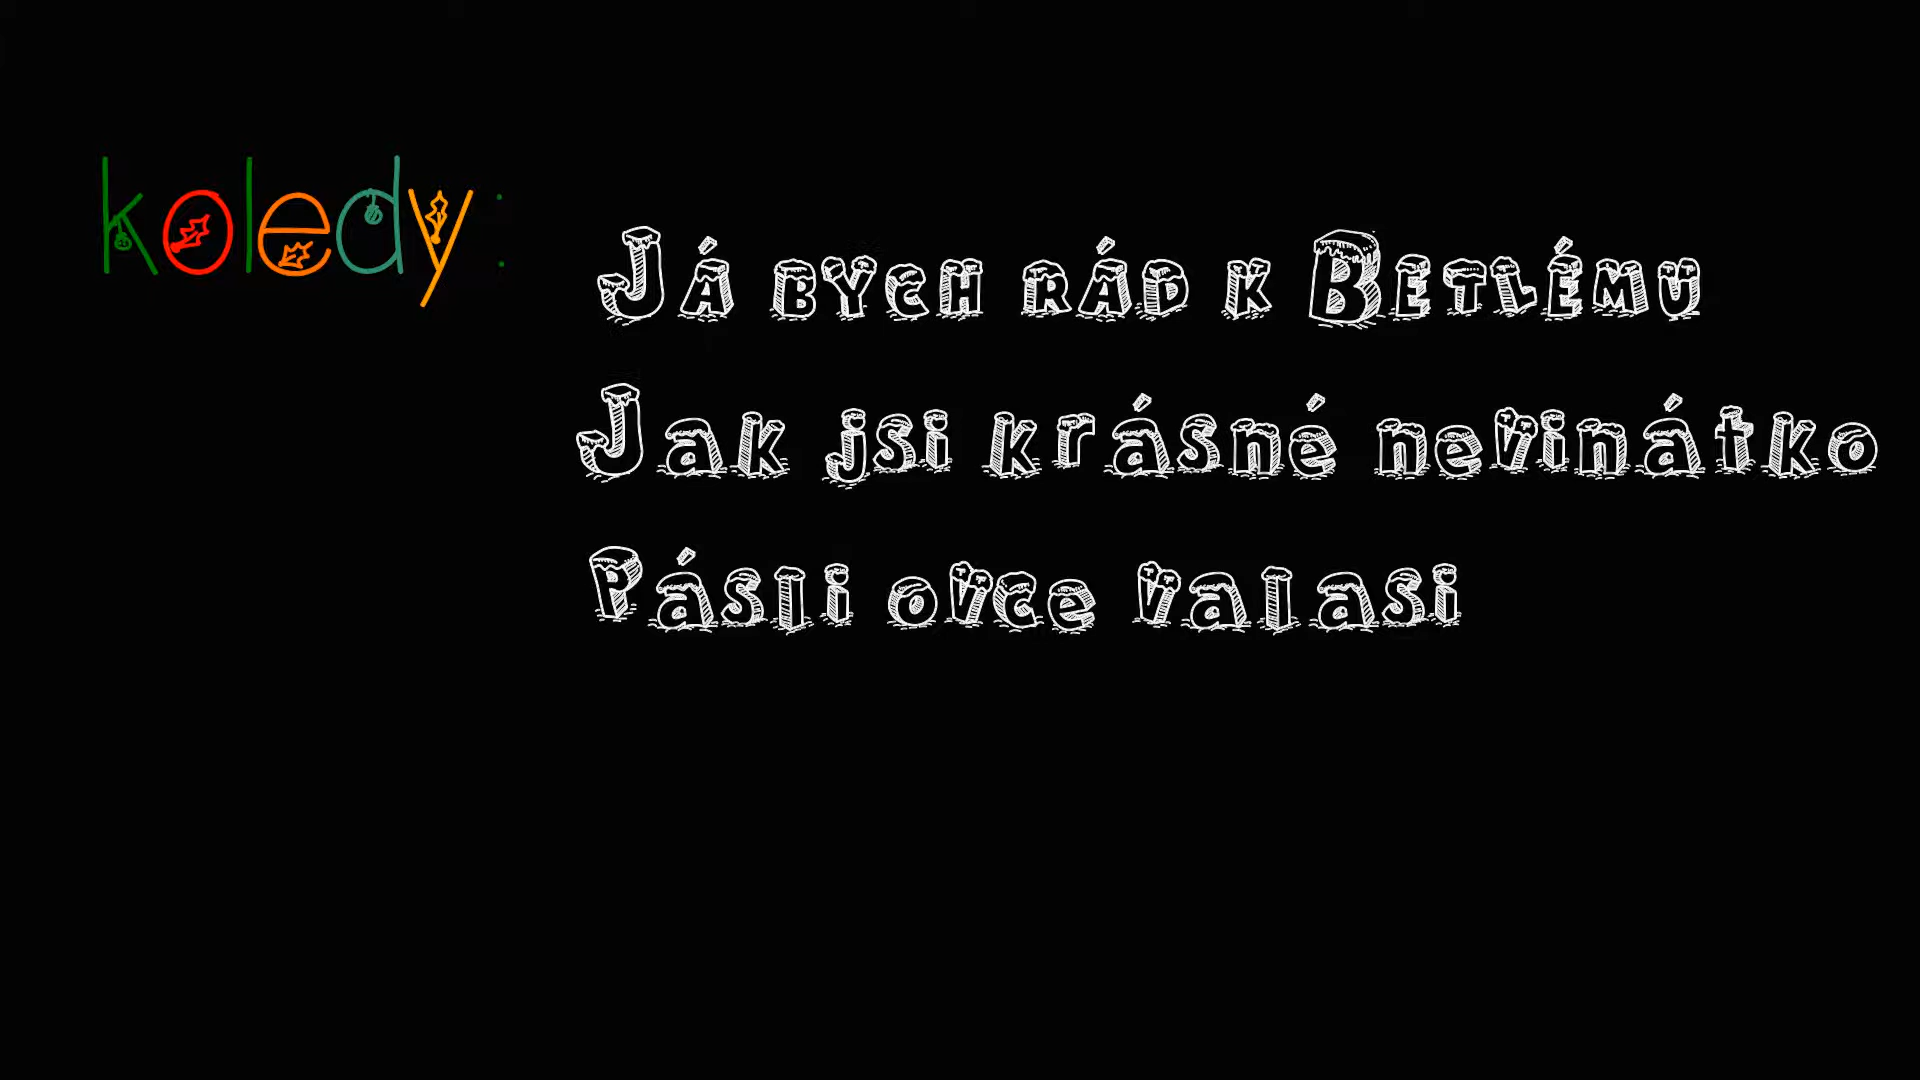 koledy:
Já bych rád k Betlému
Jak jsi krásné neviňátko
Pásli ovce valasi